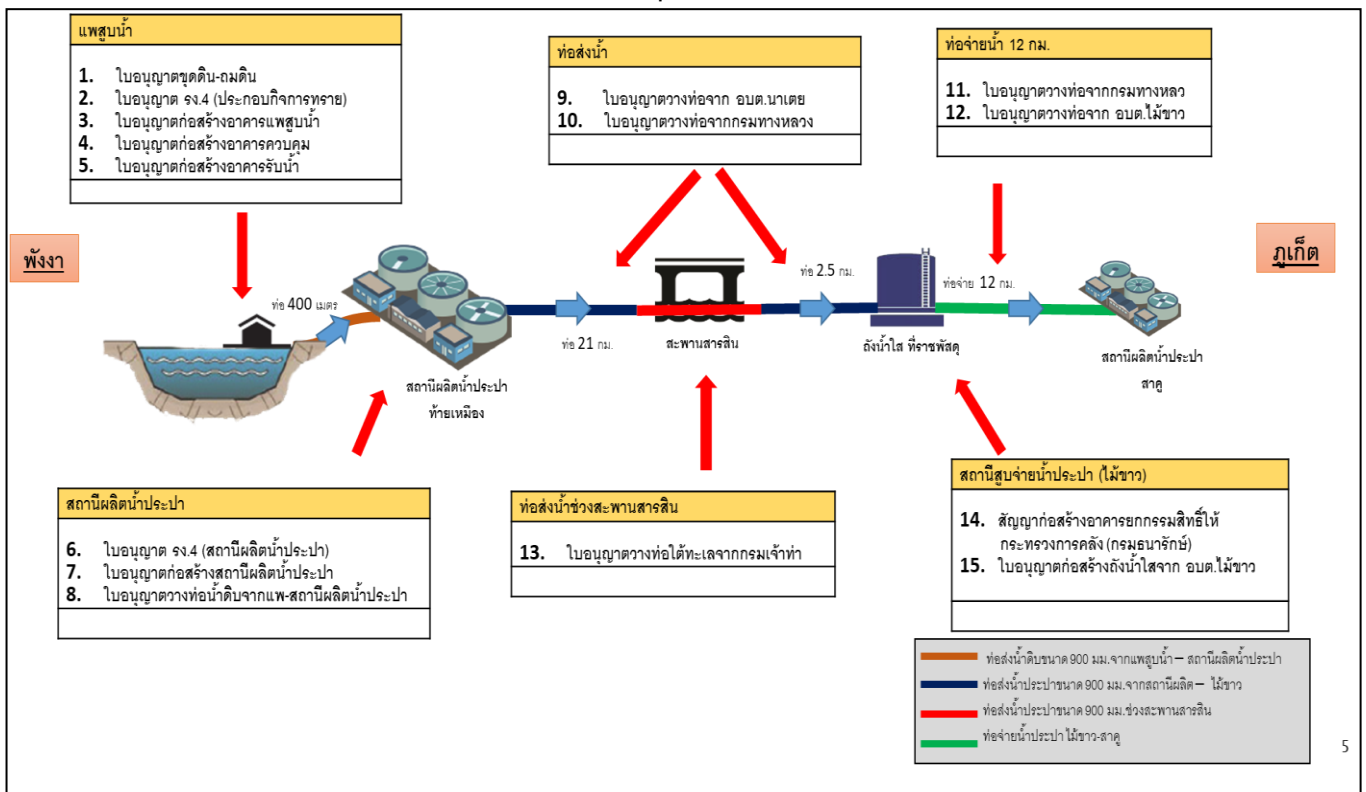 แพสูบน้ำ
1. ใบอนุญาตขุดดิน-ถมดิน
2. ใบอนุญาต รง.4 (ประกอบกิจการทราย)
3. ใบอนุญาตก่อสร้างอาคารแพสูบน้ำ
4. ใบอนุญาตก่อสร้างอาคารควบคุม
5. ใบอนุญาตก่อสร้างอาคารรับน้ำ
ท่อส่งน้ำ
9. ใบอนุญาตวางท่อจาก อบต.นาเตย
10. ใบอนุญาตวางท่อจากกรมทางหลวง
ท่อจ่ายน้ำ 12 กม.
11. ใบอนุญาตวางท่อจากกรมทางหลว
12. ใบอนุญาตวางท่อจาก อบต.ไม้ขาว
พังงา
ภูเก็ต
ท่อ 400 เมตร
ท่อ 21 กม.
ท่อ 2.5 กม.
ท่อจ่าย 12 กม.
สถานีผลิตน้ำประปา
ท้ายเหมือง
สะพานสารสิน
ถังน้ำใส ที่ราชพัสดุ
สถานีผลิตน้ำประปา
สาคู
สถานีผลิตน้ำประปา
6. ใบอนุญาต รง.4 (สถานีผลิตน้ำประปา)
7. ใบอนุญาตก่อสร้างสถานีผลิตน้ำประปา
8. ใบอนุญาตวางท่อน้ำดิบจากแพ-สถานีผลิตน้ำประปา
ท่อส่งน้ำช่วงสะพานสารสิน
13. ใบอนุญาตวางท่อใต้ทะเลจากกรมเจ้าท่า
สถานีสูบจ่ายน้ำประปา (ไม้ขาว)
14. สัญญาก่อสร้างอาคารยกกรรมสิทธิ์ให้
กระทรวงการคลัง (กรมธนารักษ์)
15. ใบอนุญาตก่อสร้างถังน้ำใสจาก อบต.ไม้ขาว
ท่อส่งน้ำดิบขนาด 900 มม.จากแพสูบน้ำ – สถานีผลิตน้ำประปา
ท่อส่งน้ำประปาขนาด 900 มม.จากสถานีผลิต – ไม้ขาว
ท่อส่งน้ำประปาขนาด 900 มม.ช่วงสะพานสารสิน
ท่อจ่ายน้ำประปา ไม้ขาว-สาคู
5